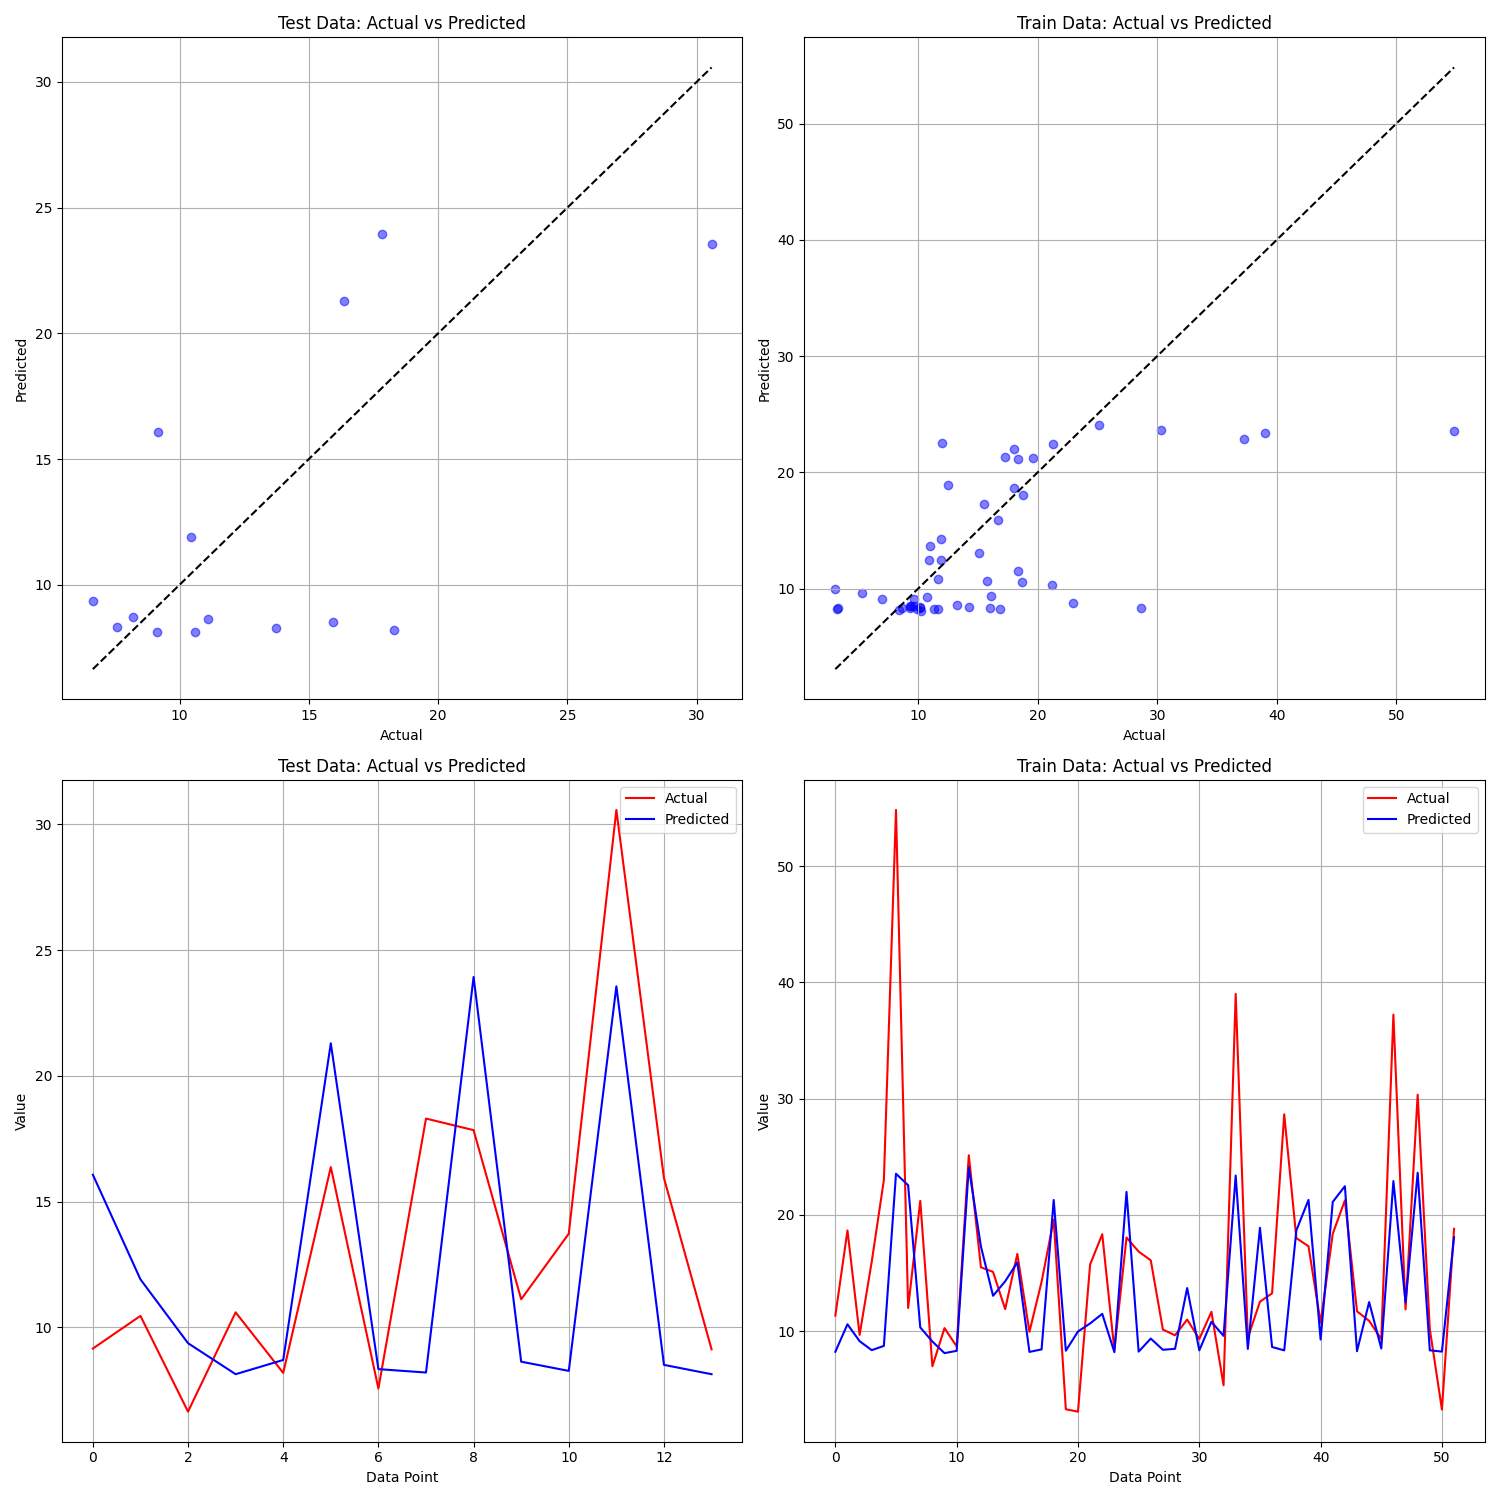 Test Data: Actual vs Predicted
30
25
20
15
10
Predicted
10 15 20 25 30
Actual
Train Data: Actual vs Predicted
50
40
30
20
10
Predicted
10 20 30 40 50
Actual
Test Data: Actual vs Predicted
Actual
Predicted
30
25
20
15
10
Value
0 2 4 6 8 10 12
Data Point
Train Data: Actual vs Predicted
Actual
Predicted
50
40
30
20
10
Value
0 10 20 30 40 50
Data Point